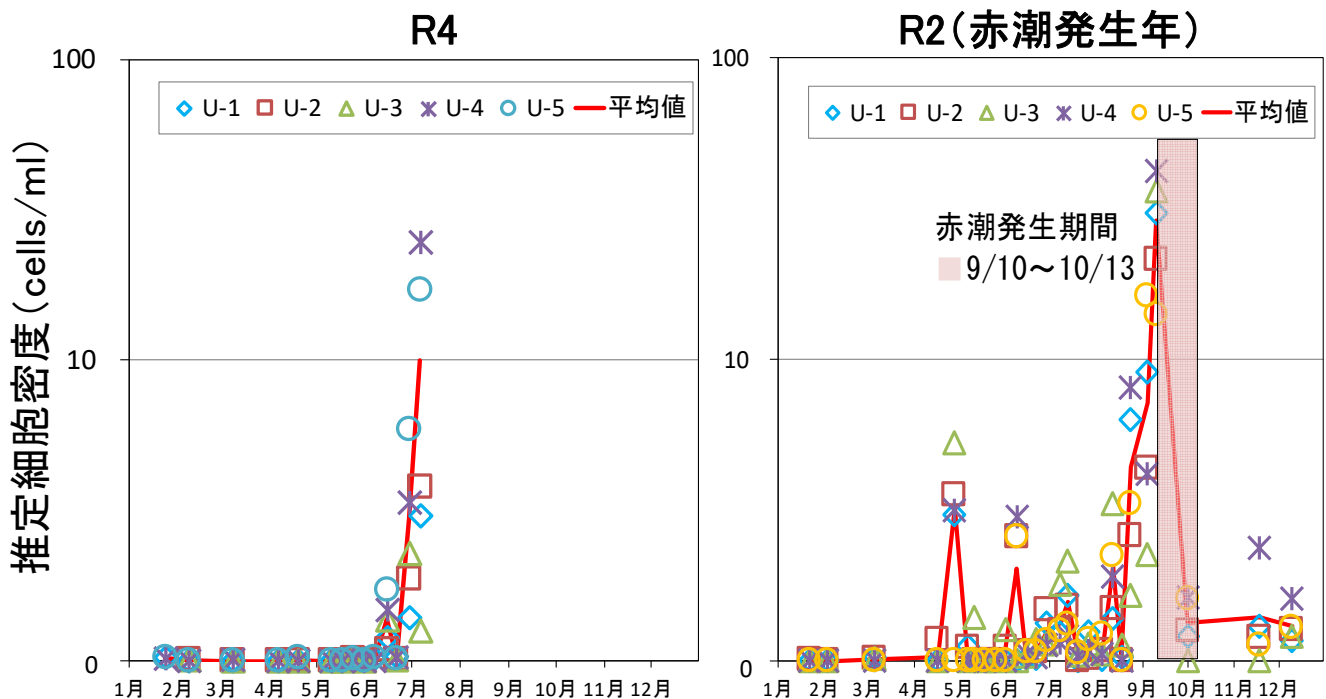 R4
100
U-1 U-2 U-3 U-4 U-5 平均値
10
0
1月 2月 3月 4月 5月 6月 7月 8月 9月 10月 11月 12月
推定細胞密度(cells/ml)
R2(赤潮発生年)
100
U-1 U-2 U-3 U-4 U-5 平均値
赤潮発生期間
9/10~10/13
10
0
1月 2月 3月 4月 5月 6月 7月 8月 9月 10月 11月 12月